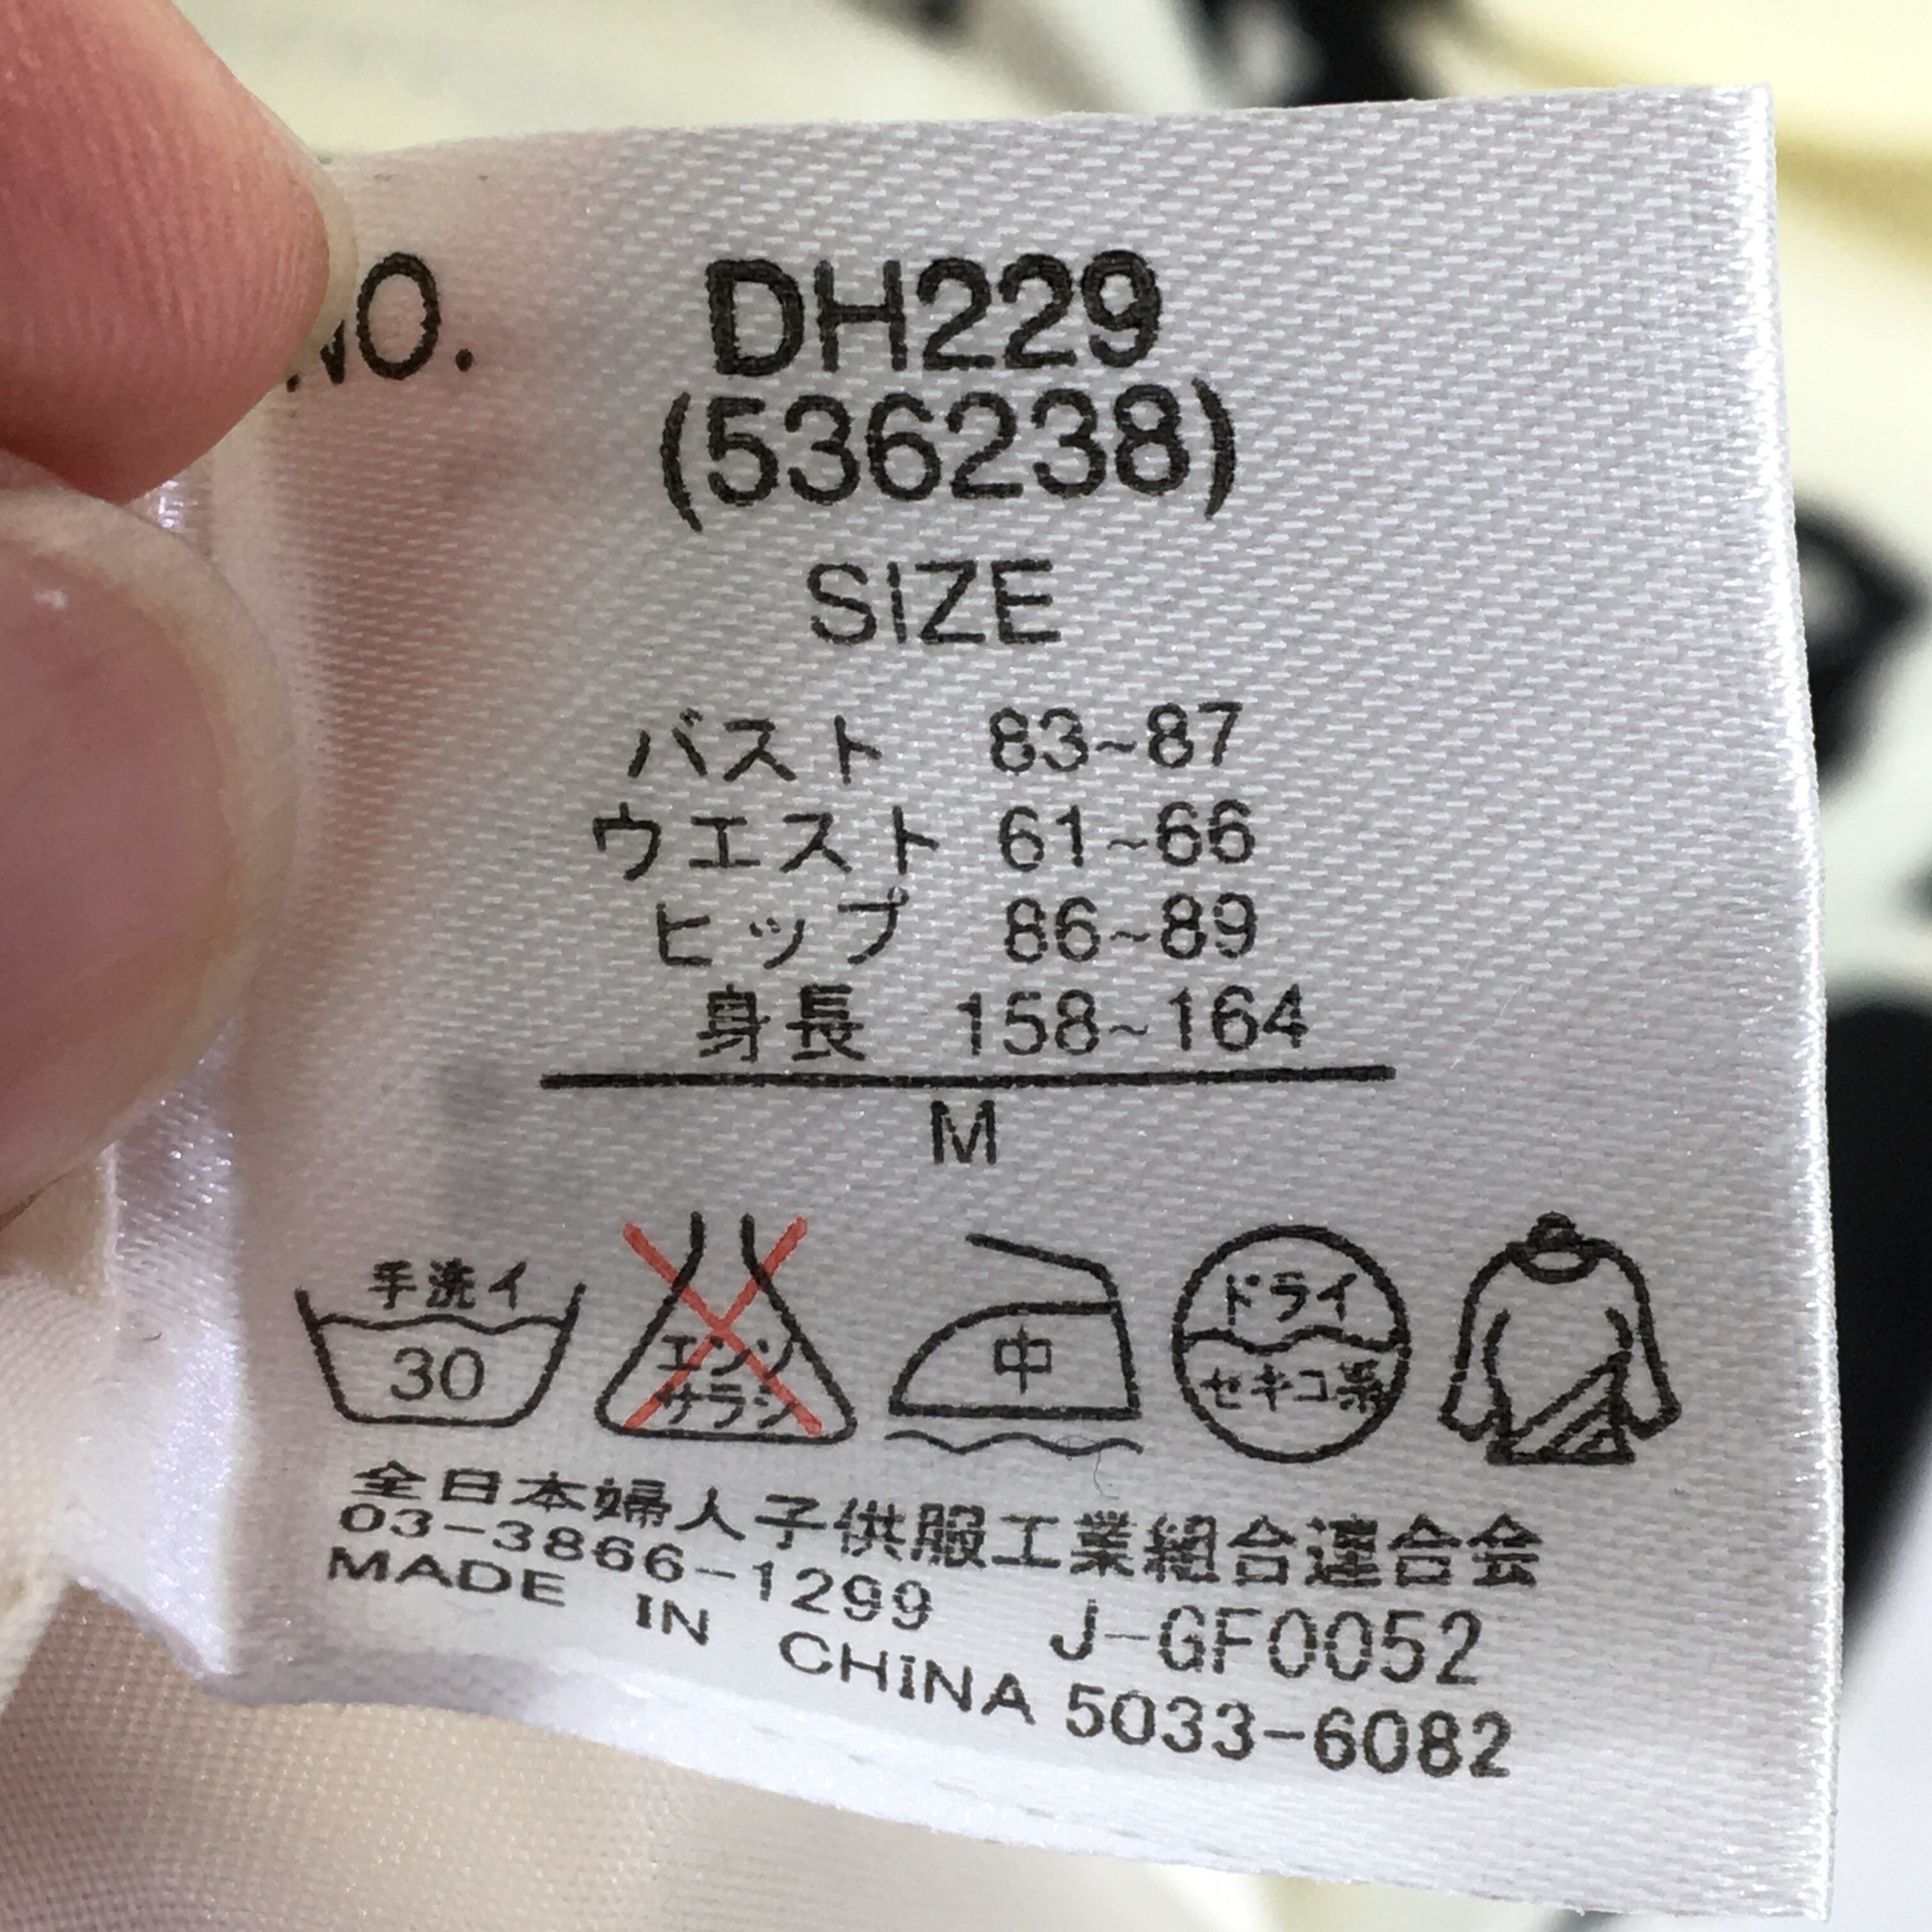 NO. DH229
(536238)
SIZE
バスト 83~87
ウエスト 61~66
ヒップ 86~89
身長 158~164
M
手洗イ
30
エンソ
サラシ
中
ドライ
セキユ系
全日本婦人子供服工業組合連合会
03-3866-1299 J-GF0052
MADE IN CHINA 5033-6082